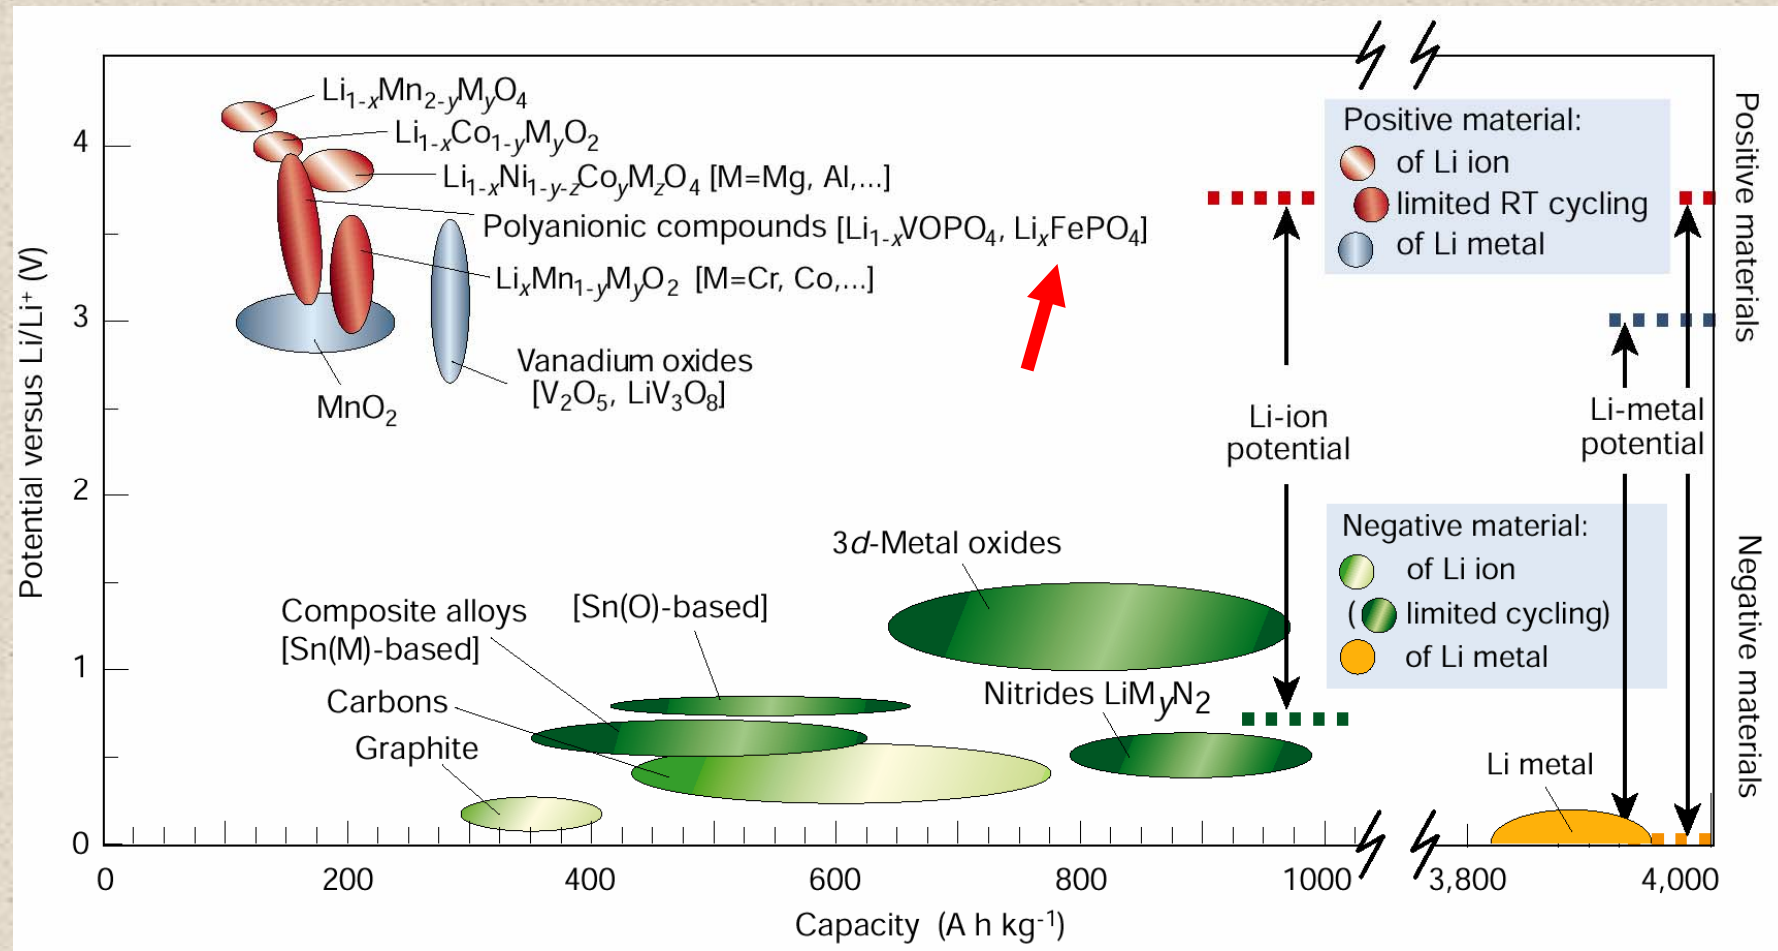 Li₁₋ₓMn₂₋yMyO₄
Li₁₋ₓCo₁₋yMyO₂
Li₁₋ₓNi₁₋y₋zCoyMzO₄ [M=Mg, Al,...]
Polyanionic compounds [Li₁₋ₓVOPO₄, LiₓFePO₄]
LiₓMn₁₋yMyO₂ [M=Cr, Co,...]
Vanadium oxides
[V₂O₅, LiV₃O₈]
MnO₂
Positive material:
of Li ion
limited RT cycling
of Li metal
Positive materials
Li-ion
potential
Li-metal
potential
Negative material:
of Li ion
( limited cycling)
of Li metal
Negative materials
3d-Metal oxides
[Sn(O)-based]
Composite alloys
[Sn(M)-based]
Carbons
Graphite
Nitrides LiMyN₂
Li metal
Potential versus Li/Li⁺ (V)
4
3
2
1
0
0 200 400 600 800 1000 3,800 4,000
Capacity (A h kg⁻¹)